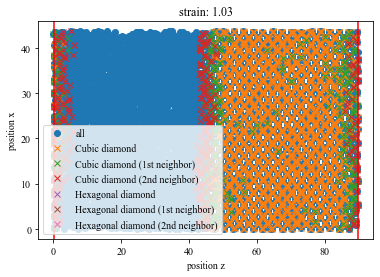 strain: 1.03
position x
40
30
20
10
0
all
Cubic diamond
Cubic diamond (1st neighbor)
Cubic diamond (2nd neighbor)
Hexagonal diamond
Hexagonal diamond (1st neighbor)
Hexagonal diamond (2nd neighbor)
0 20 40 60 80
position z